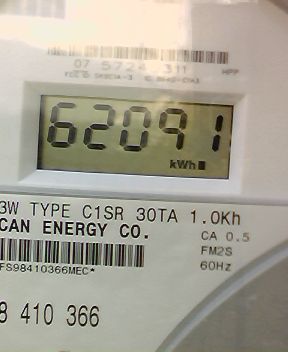 07 5724 311
62091
kWh
3W TYPE C1SR 30TA 1.0Kh
CAN ENERGY CO.
CA 0.5
FM2S
FS98410366MEC*
60Hz
8 410 366